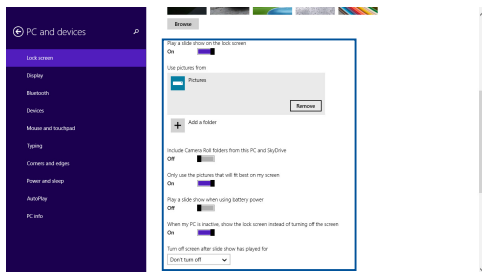 PC and devices
Lock screen
Display
Bluetooth
Devices
Mouse and touchpad
Typing
Corners and edges
Power and sleep
AutoPlay
PC info
Browse
Play a slide show on the lock screen
On
Use pictures from
Pictures
Remove
Add a folder
Include Camera Roll folders from this PC and SkyDrive
Off
Only use the pictures that will fit best on my screen
On
Play a slide show when using battery power
Off
When my PC is inactive, show the lock screen instead of turning off the screen
On
Turn off screen after slide show has played for
Don't turn off